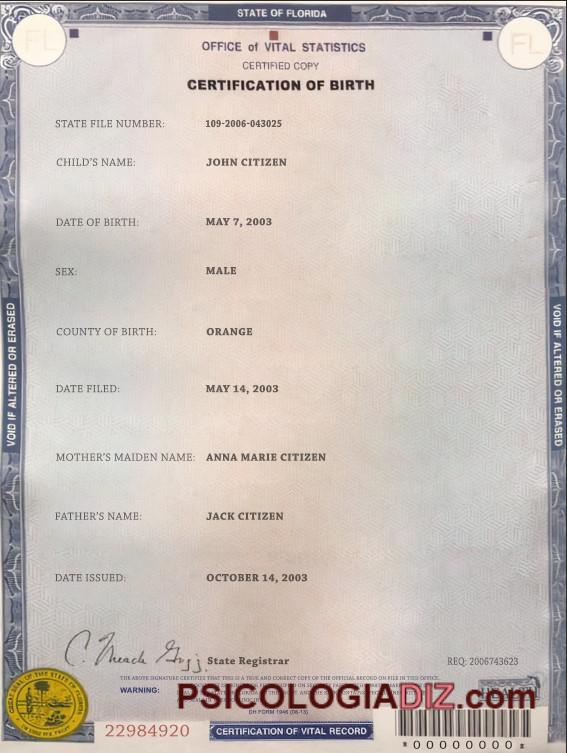 STATE OF FLORIDA
FL
FL
OFFICE of VITAL STATISTICS
CERTIFIED COPY
CERTIFICATION OF BIRTH
STATE FILE NUMBER: 109-2006-043025
CHILD'S NAME: JOHN CITIZEN
DATE OF BIRTH: MAY 7, 2003
SEX: MALE
COUNTY OF BIRTH: ORANGE
DATE FILED: MAY 14, 2003
MOTHER'S MAIDEN NAME: ANNA MARIE CITIZEN
FATHER'S NAME: JACK CITIZEN
DATE ISSUED: OCTOBER 14, 2003
VOID IF ALTERED OR ERASED
VOID IF ALTERED OR ERASED
State Registrar
REQ: 2006743623
THE ABOVE SIGNATURE CERTIFIES THAT THIS IS A TRUE AND CORRECT COPY OF THE OFFICIAL RECORD ON FILE IN THIS OFFICE.
WARNING:
PSICOLOGIADIZ.com
DH FORM 1946
22984920
CERTIFICATION OF VITAL RECORD
*00000000*